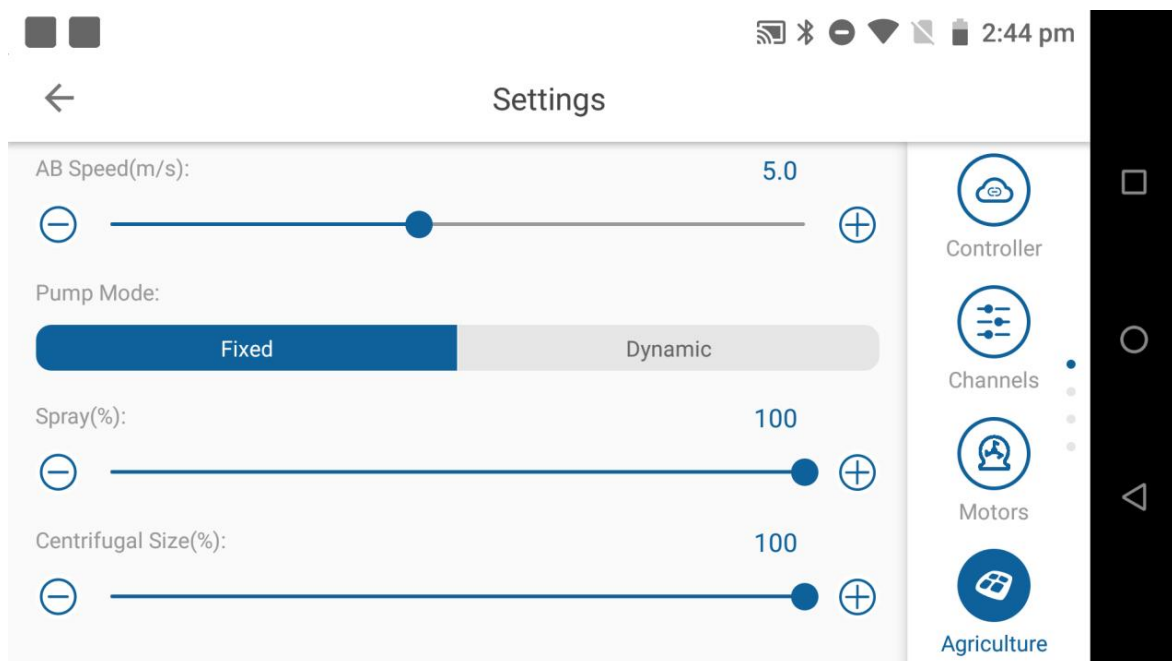 2:44 pm
Settings
AB Speed(m/s):
5.0
Pump Mode:
Fixed
Dynamic
Spray(%):
100
Centrifugal Size(%):
100
Controller
Channels
Motors
Agriculture